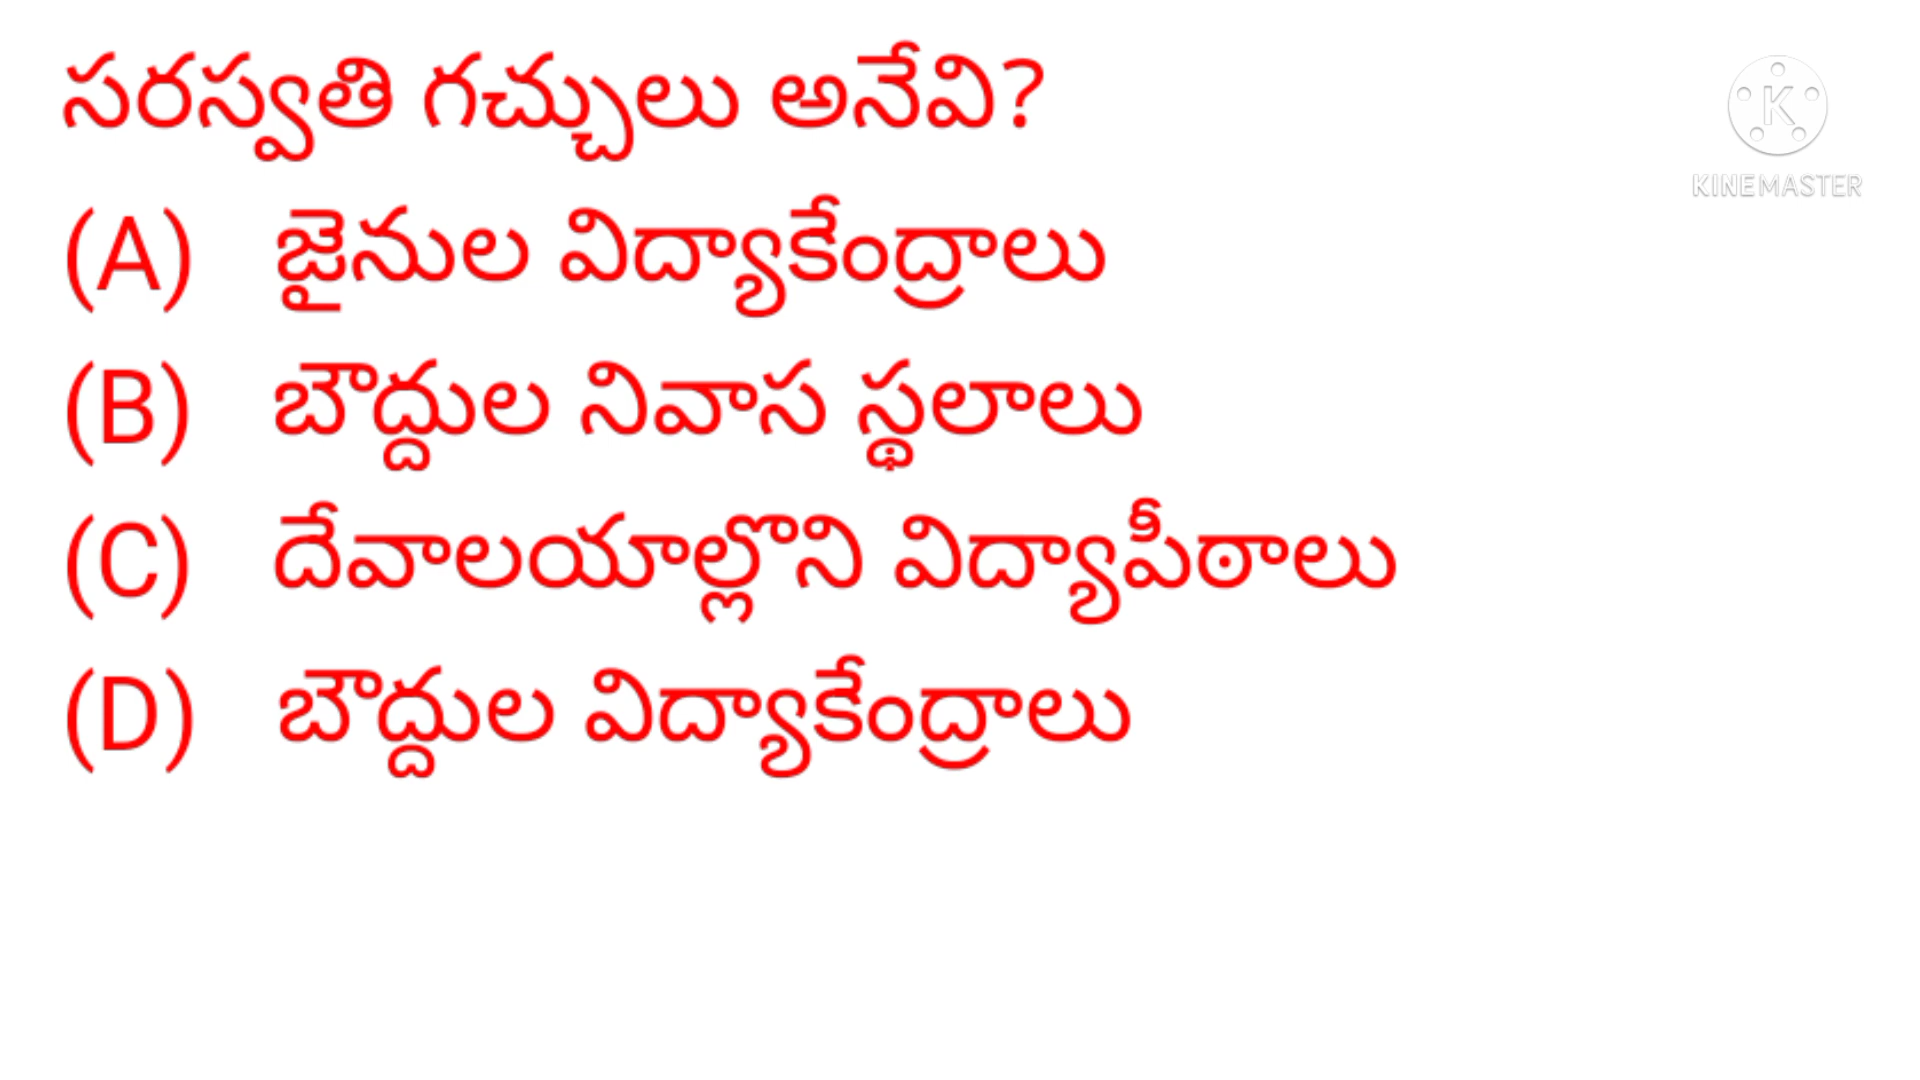 సరస్వతి గచ్చులు అనేవి?
KINEMASTER
(A) జైనుల విద్యాకేంద్రాలు
(B) బౌద్దుల నివాస స్థలాలు
(C) దేవాలయాల్లొని విద్యాపీఠాలు
(D) బౌద్దుల విద్యాకేంద్రాలు